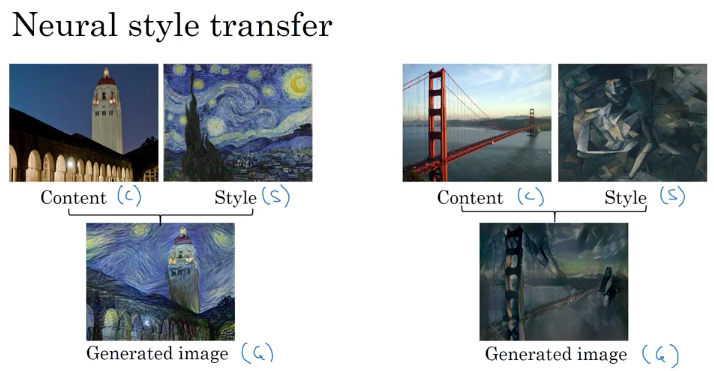 Neural style transfer
Content (C)
Style (S)
Content (C)
Style (S)
Generated image (G)
Generated image (G)